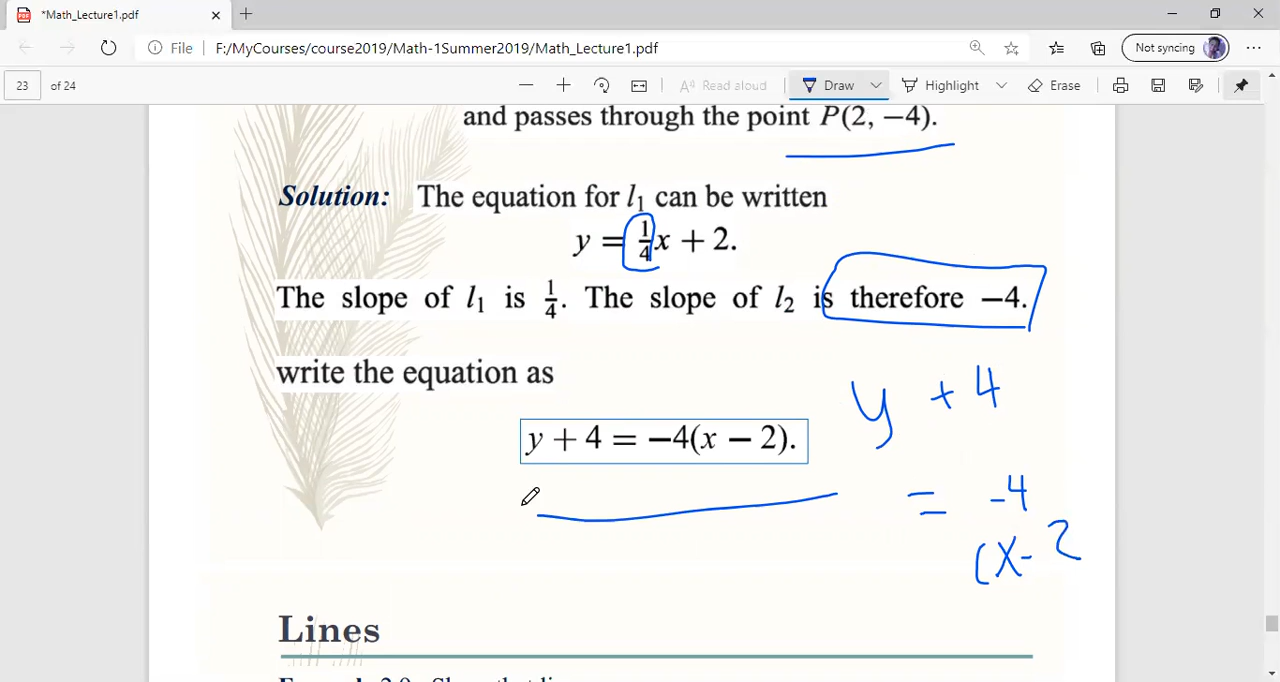 *Math_Lecture1.pdf
File F:/MyCourses/course2019/Math-1Summer2019/Math_Lecture1.pdf Not syncing
23 of 24 Read aloud Draw Highlight Erase
and passes through the point P(2, −4).
Solution: The equation for l₁ can be written
y = 1/4 x + 2.
The slope of l₁ is 1/4. The slope of l₂ is therefore −4.
write the equation as
y + 4
y + 4 = −4(x − 2).
= -4
(x- 2
Lines